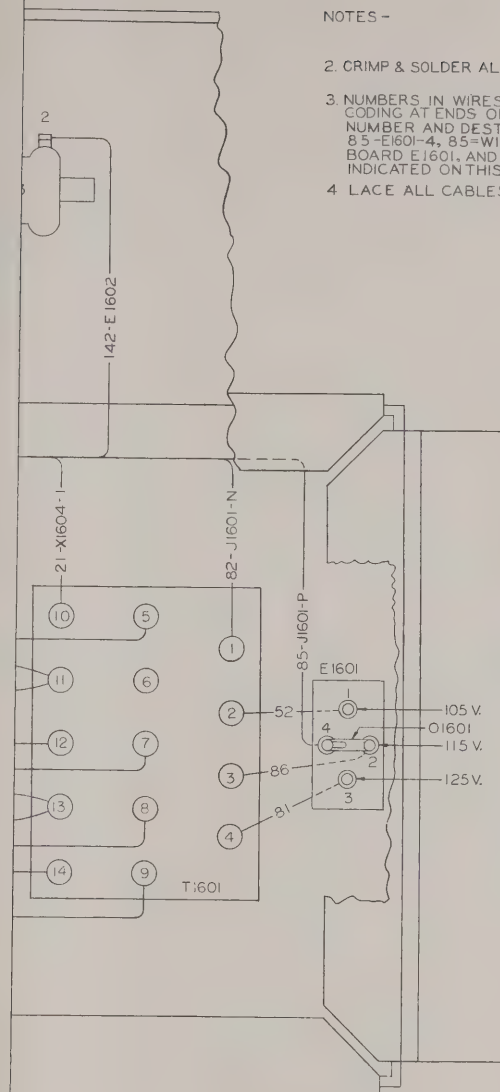 NOTES -
2. CRIMP & SOLDER AL
3. NUMBERS IN WIRES
CODING AT ENDS O
NUMBER AND DEST
85-E1601-4, 85=WI
BOARD E1601, AND
INDICATED ON THIS
4 LACE ALL CABLES
2
142-E1602
21-X1604-1
82-J1601-N
85-J1601-P
10
5
1
11
6
2
12
7
3
13
8
4
14
9
T1601
E1601
1
52
105 V.
4
O1601
2
115 V.
86
3
125 V.
81